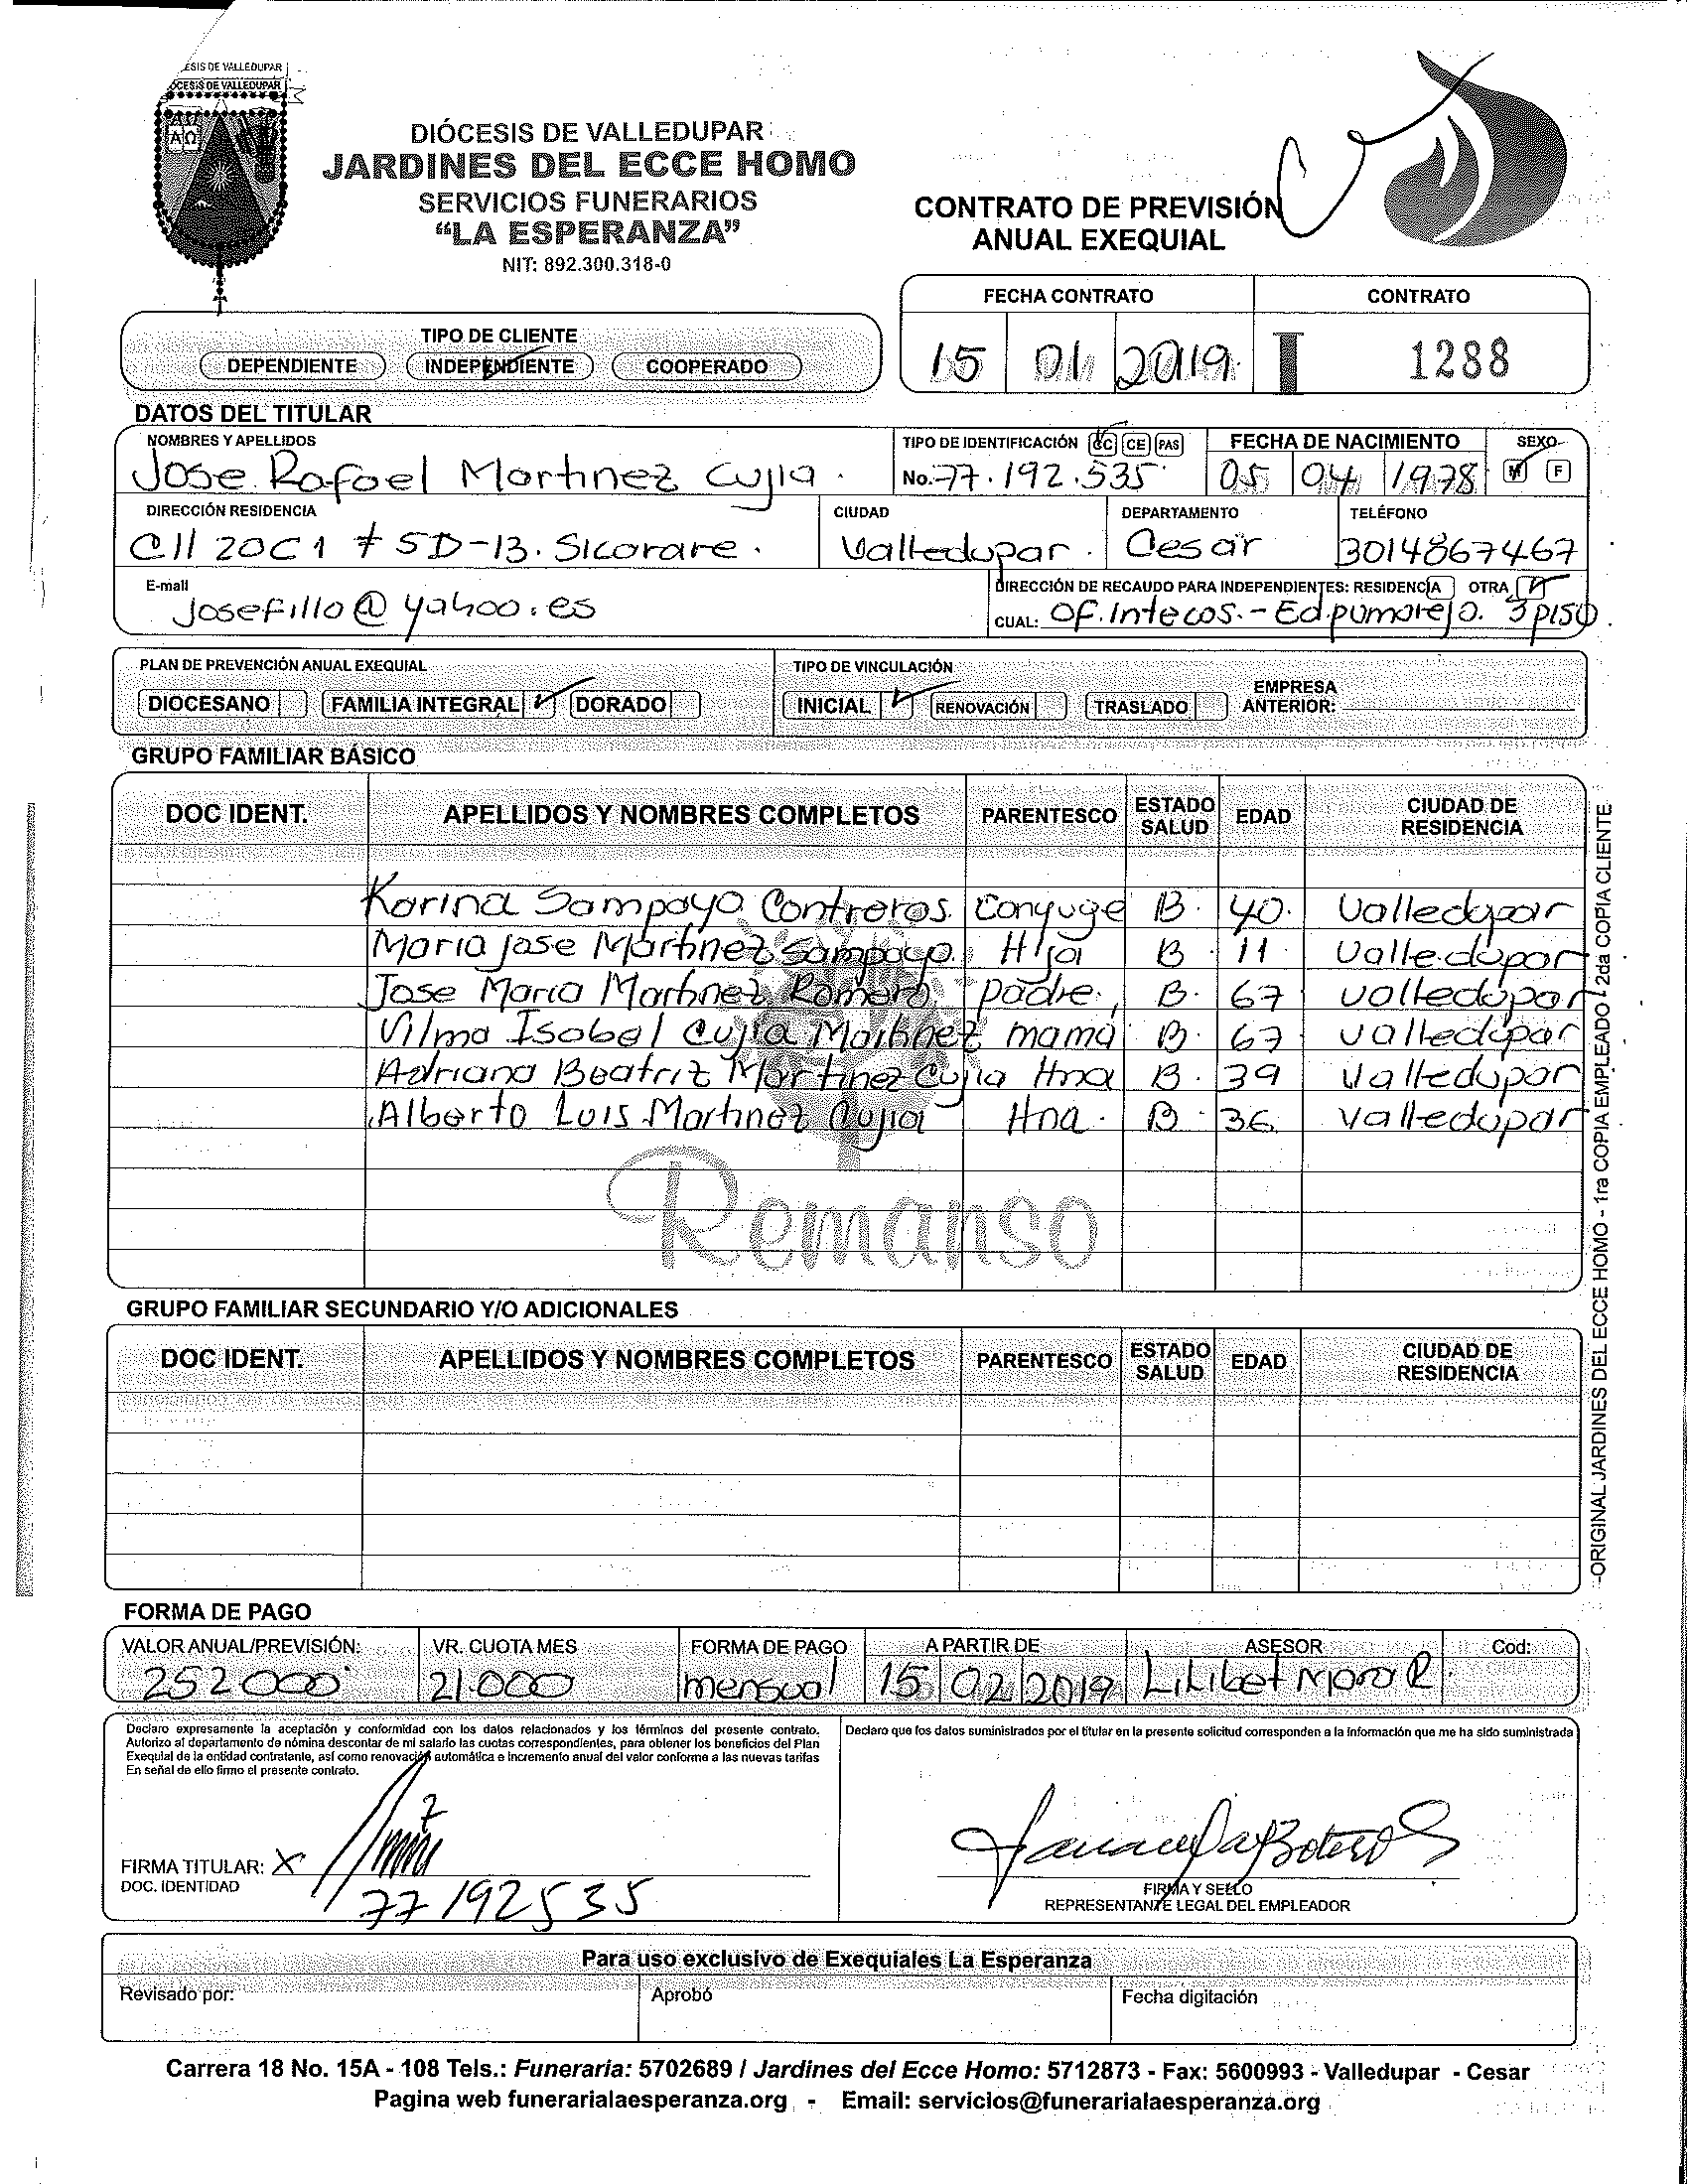 ESIS DE VALLEDUPAR
OCESIS DE VALLEDUPAR
A Ω
DIÓCESIS DE VALLEDUPAR
JARDINES DEL ECCE HOMO
SERVICIOS FUNERARIOS
“LA ESPERANZA”
NIT: 892.300.318-0
CONTRATO DE PREVISIÓN
ANUAL EXEQUIAL
FECHA CONTRATO CONTRATO
15 01 2019 I 1288
TIPO DE CLIENTE
DEPENDIENTE INDEPENDIENTE COOPERADO
DATOS DEL TITULAR
NOMBRES Y APELLIDOS TIPO DE IDENTIFICACIÓN CC CE PAS FECHA DE NACIMIENTO SEXO
Jose Rafael Martinez Cujia. No. 77.192.535 05 04 1978 M F
DIRECCIÓN RESIDENCIA CIUDAD DEPARTAMENTO TELÉFONO
Cll 20C1 # 5D-13. Sicorare. Valledupar. Cesar 3014867467
E-mail DIRECCIÓN DE RECAUDO PARA INDEPENDIENTES: RESIDENCIA OTRA
Josefillo@yahoo.es CUAL: OF. Intecos. - Ed. pumarejo. 3 piso.
PLAN DE PREVENCIÓN ANUAL EXEQUIAL TIPO DE VINCULACIÓN
DIOCESANO FAMILIA INTEGRAL DORADO INICIAL RENOVACIÓN TRASLADO EMPRESA ANTERIOR:
GRUPO FAMILIAR BÁSICO
DOC IDENT. APELLIDOS Y NOMBRES COMPLETOS PARENTESCO ESTADO SALUD EDAD CIUDAD DE RESIDENCIA
Karina Sampayo Contreras. Conyuge B. 40. Valledupar
Maria Jose Martinez Sampayo. Hija B. 11 Valledupar
Jose Maria Martinez Romero. padre. B. 67 valledupar
Vilma Isabel Cujia Martinez mamá B. 67 valledupar
Adriana Beatriz Martinez Cujia Hna B. 39 Valledupar
Alberto Luis Martinez Cujia Hna. B. 36 valledupar
Remanso
GRUPO FAMILIAR SECUNDARIO Y/O ADICIONALES
DOC IDENT. APELLIDOS Y NOMBRES COMPLETOS PARENTESCO ESTADO SALUD EDAD CIUDAD DE RESIDENCIA
-ORIGINAL JARDINES DEL ECCE HOMO - 1ra COPIA EMPLEADO - 2da COPIA CLIENTE
FORMA DE PAGO
VALOR ANUAL/PREVISIÓN: VR. CUOTA MES FORMA DE PAGO A PARTIR DE ASESOR Cod:
252000 21.000 mensual 15 02 2019 Lilibet Mora R.
Declaro expresamente la aceptación y conformidad con los datos relacionados y los términos del presente contrato.
Autorizo al departamento de nómina descontar de mi salario las cuotas correspondientes, para obtener los beneficios del Plan
Exequial de la entidad contratante, así como renovación automática e incremento anual del valor conforme a las nuevas tarifas
En señal de ello firmo el presente contrato.
Declaro que los datos suministrados por el titular en la presente solicitud corresponden a la información que me ha sido suministrada
FIRMA TITULAR: X
DOC. IDENTIDAD
77192535
FIRMA Y SELLO
REPRESENTANTE LEGAL DEL EMPLEADOR
Para uso exclusivo de Exequiales La Esperanza
Revisado por: Aprobó Fecha digitación
Carrera 18 No. 15A - 108 Tels.: Funeraria: 5702689 / Jardines del Ecce Homo: 5712873 - Fax: 5600993 - Valledupar - Cesar
Pagina web funerarialaesperanza.org - Email: servicios@funerarialaesperanza.org